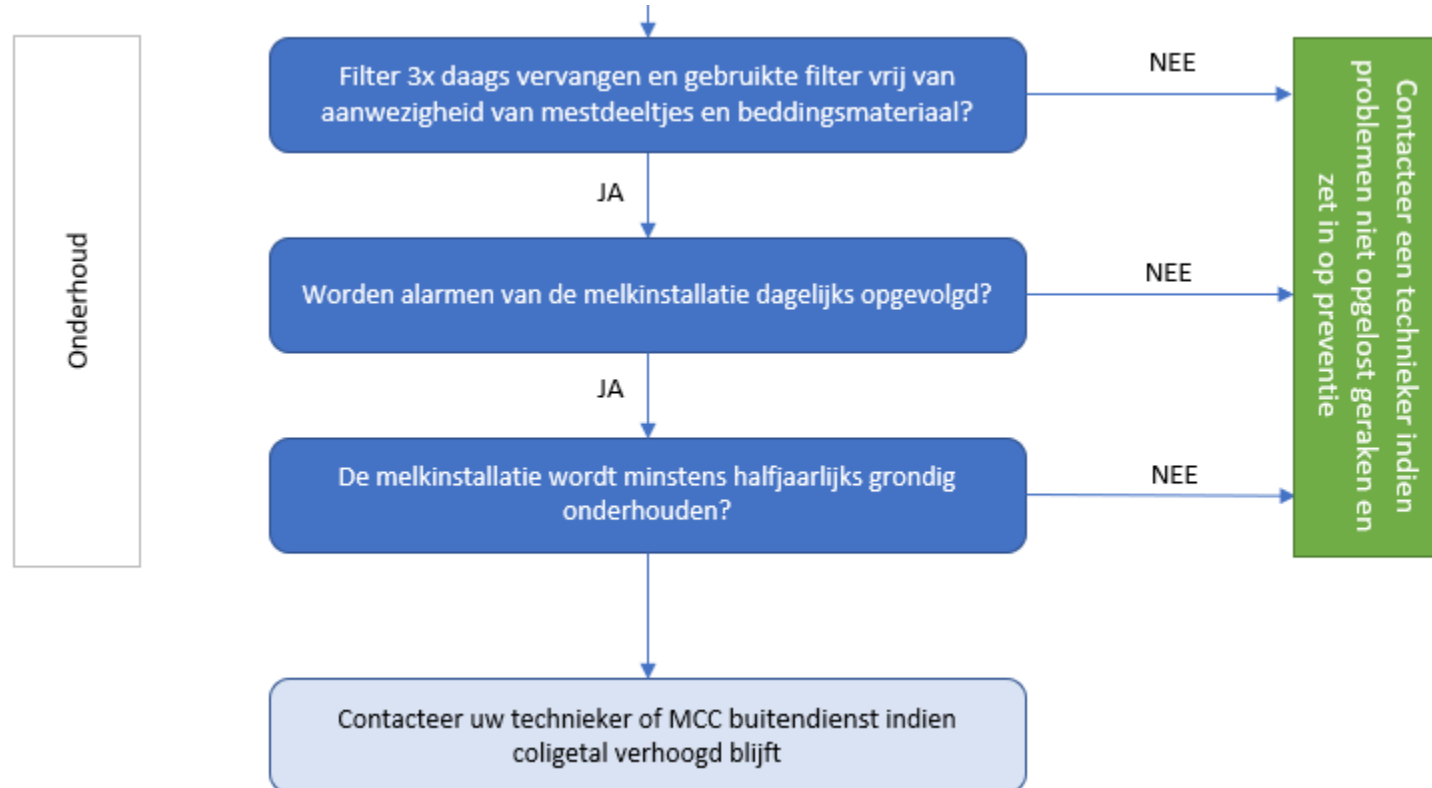 Onderhoud
Filter 3x daags vervangen en gebruikte filter vrij van
aanwezigheid van mestdeeltjes en beddingsmateriaal?
NEE
JA
Worden alarmen van de melkinstallatie dagelijks opgevolgd?
NEE
JA
De melkinstallatie wordt minstens halfjaarlijks grondig
onderhouden?
NEE
Contacteer een technieker indien
problemen niet opgelost geraken en
zet in op preventie
Contacteer uw technieker of MCC buitendienst indien
coligetal verhoogd blijft